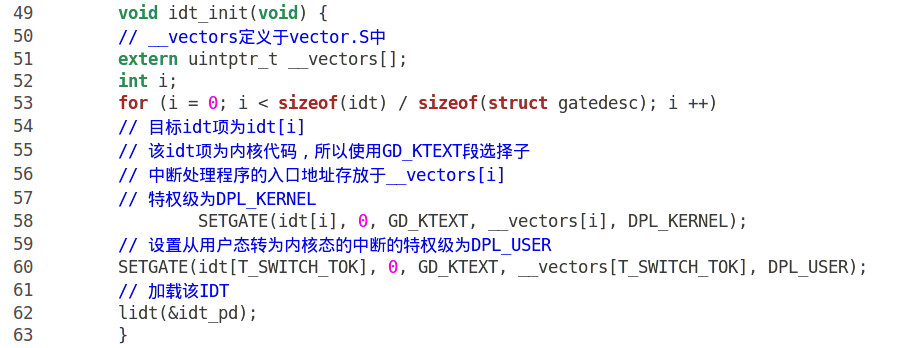 49 void idt_init(void) {
50 // __vectors定义于vector.S中
51 extern uintptr_t __vectors[];
52 int i;
53 for (i = 0; i < sizeof(idt) / sizeof(struct gatedesc); i ++)
54 // 目标idt项为idt[i]
55 // 该idt项为内核代码，所以使用GD_KTEXT段选择子
56 // 中断处理程序的入口地址存放于__vectors[i]
57 // 特权级为DPL_KERNEL
58 SETGATE(idt[i], 0, GD_KTEXT, __vectors[i], DPL_KERNEL);
59 // 设置从用户态转为内核态的中断的特权级为DPL_USER
60 SETGATE(idt[T_SWITCH_TOK], 0, GD_KTEXT, __vectors[T_SWITCH_TOK], DPL_USER);
61 // 加载该IDT
62 lidt(&idt_pd);
63 }